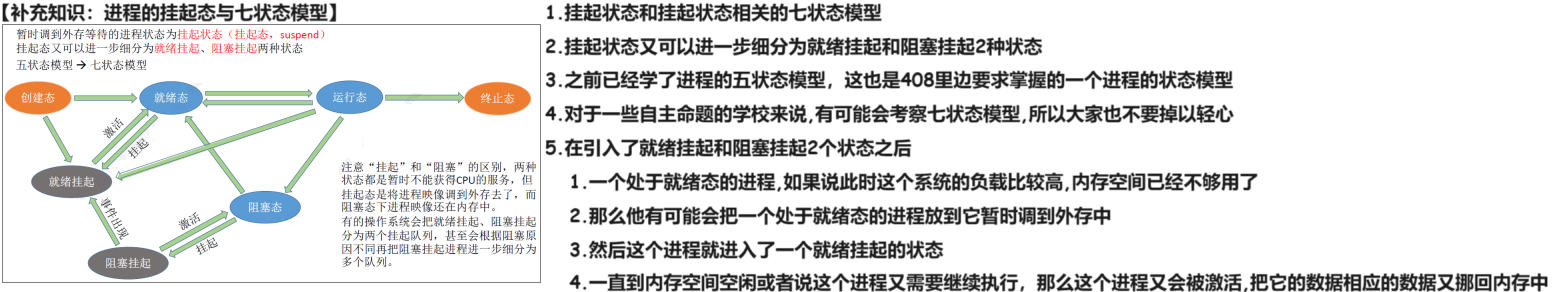 【补充知识：进程的挂起态与七状态模型】
暂时调到外存等待的进程状态为挂起状态（挂起态，suspend）
挂起态又可以进一步细分为就绪挂起、阻塞挂起两种状态
五状态模型→七状态模型
创建态
就绪态
运行态
终止态
激活
挂起
就绪挂起
注意“挂起”和“阻塞”的区别，两种
状态都是暂时不能获得CPU的服务，但
挂起态是将进程映像调到外存去了，而
阻塞态下进程映像还在内存中。
有的操作系统会把就绪挂起、阻塞挂起
分为两个挂起队列，甚至会根据阻塞原
因不同再把阻塞挂起进程进一步细分为
多个队列。
事件出现
阻塞态
激活
挂起
阻塞挂起
1.挂起状态和挂起状态相关的七状态模型
2.挂起状态又可以进一步细分为就绪挂起和阻塞挂起2种状态
3.之前已经学了进程的五状态模型，这也是408里边要求掌握的一个进程的状态模型
4.对于一些自主命题的学校来说,有可能会考察七状态模型,所以大家也不要掉以轻心
5.在引入了就绪挂起和阻塞挂起2个状态之后
1.一个处于就绪态的进程,如果说此时这个系统的负载比较高,内存空间已经不够用了
2.那么他有可能会把一个处于就绪态的进程放到它暂时调到外存中
3.然后这个进程就进入了一个就绪挂起的状态
4.一直到内存空间空闲或者说这个进程又需要继续执行，那么这个进程又会被激活,把它的数据相应的数据又挪回内存中